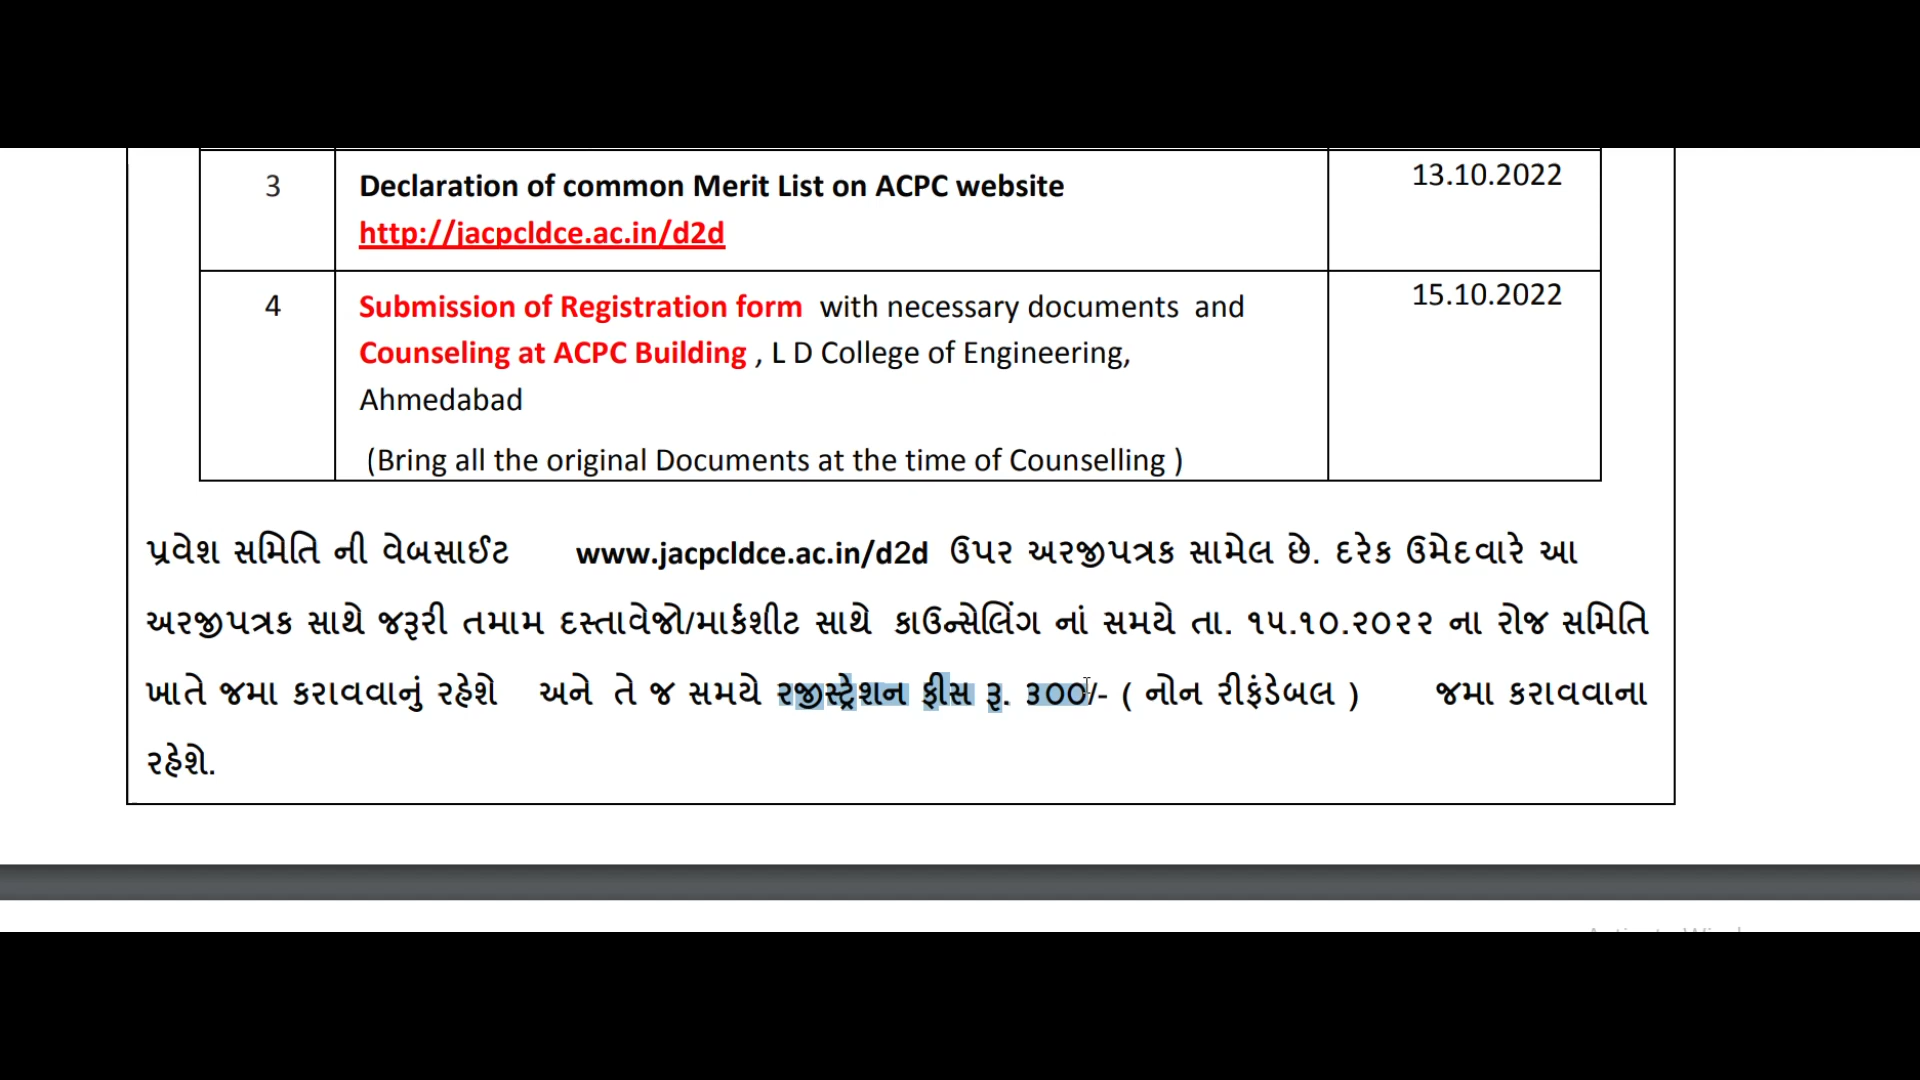 3 Declaration of common Merit List on ACPC website 13.10.2022
http://jacpcldce.ac.in/d2d
4 Submission of Registration form with necessary documents and 15.10.2022
Counseling at ACPC Building , L D College of Engineering,
Ahmedabad
(Bring all the original Documents at the time of Counselling )
પ્રવેશ સમિતિ ની વેબસાઈટ www.jacpcldce.ac.in/d2d ઉપર અરજીપત્રક સામેલ છે. દરેક ઉમેદવારે આ
અરજીપત્રક સાથે જરૂરી તમામ દસ્તાવેજો/માર્કશીટ સાથે કાઉન્સેલિંગ નાં સમયે તા. ૧૫.૧૦.૨૦૨૨ ના રોજ સમિતિ
ખાતે જમા કરાવવાનું રહેશે અને તે જ સમયે રજીસ્ટ્રેશન ફીસ રૂ. ૩૦૦/- ( નોન રીફંડેબલ ) જમા કરાવવાના
રહેશે.